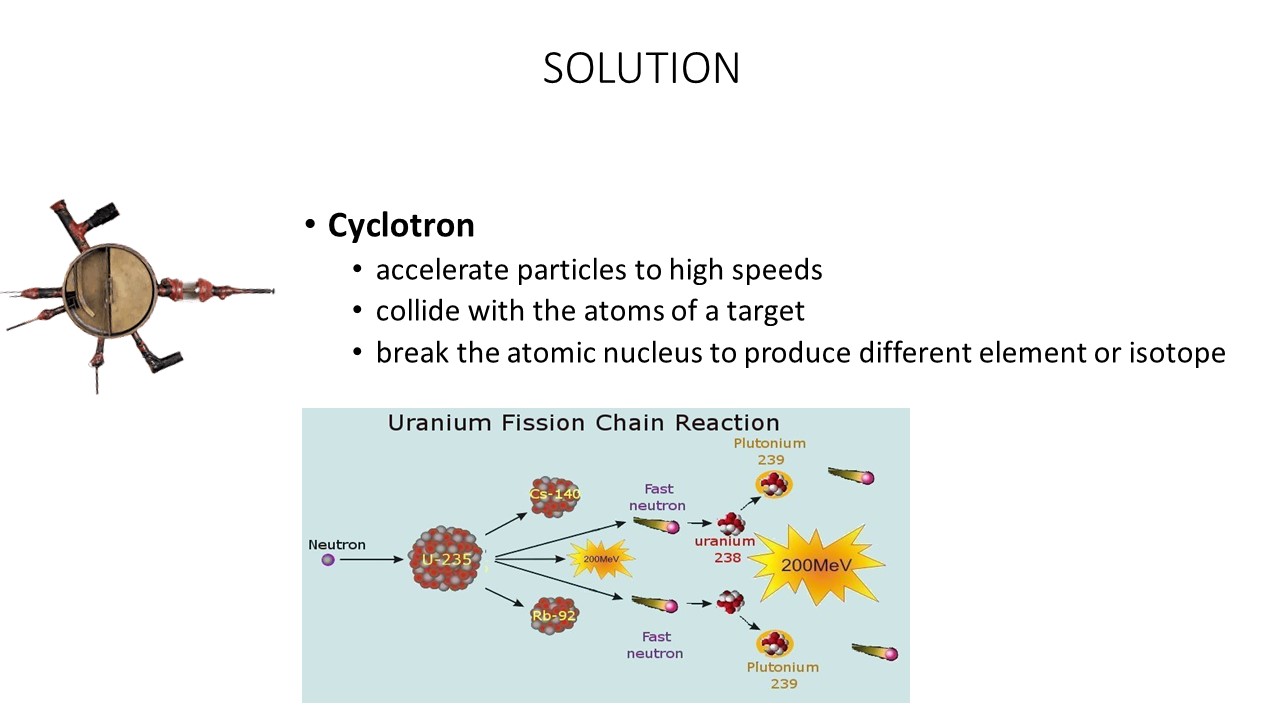 SOLUTION
• Cyclotron
• accelerate particles to high speeds
• collide with the atoms of a target
• break the atomic nucleus to produce different element or isotope
Uranium Fission Chain Reaction
Plutonium
239
Cs-140
Fast
neutron
uranium
238
Neutron
U-235
200MeV
200MeV
Rb-92
Fast
neutron
Plutonium
239